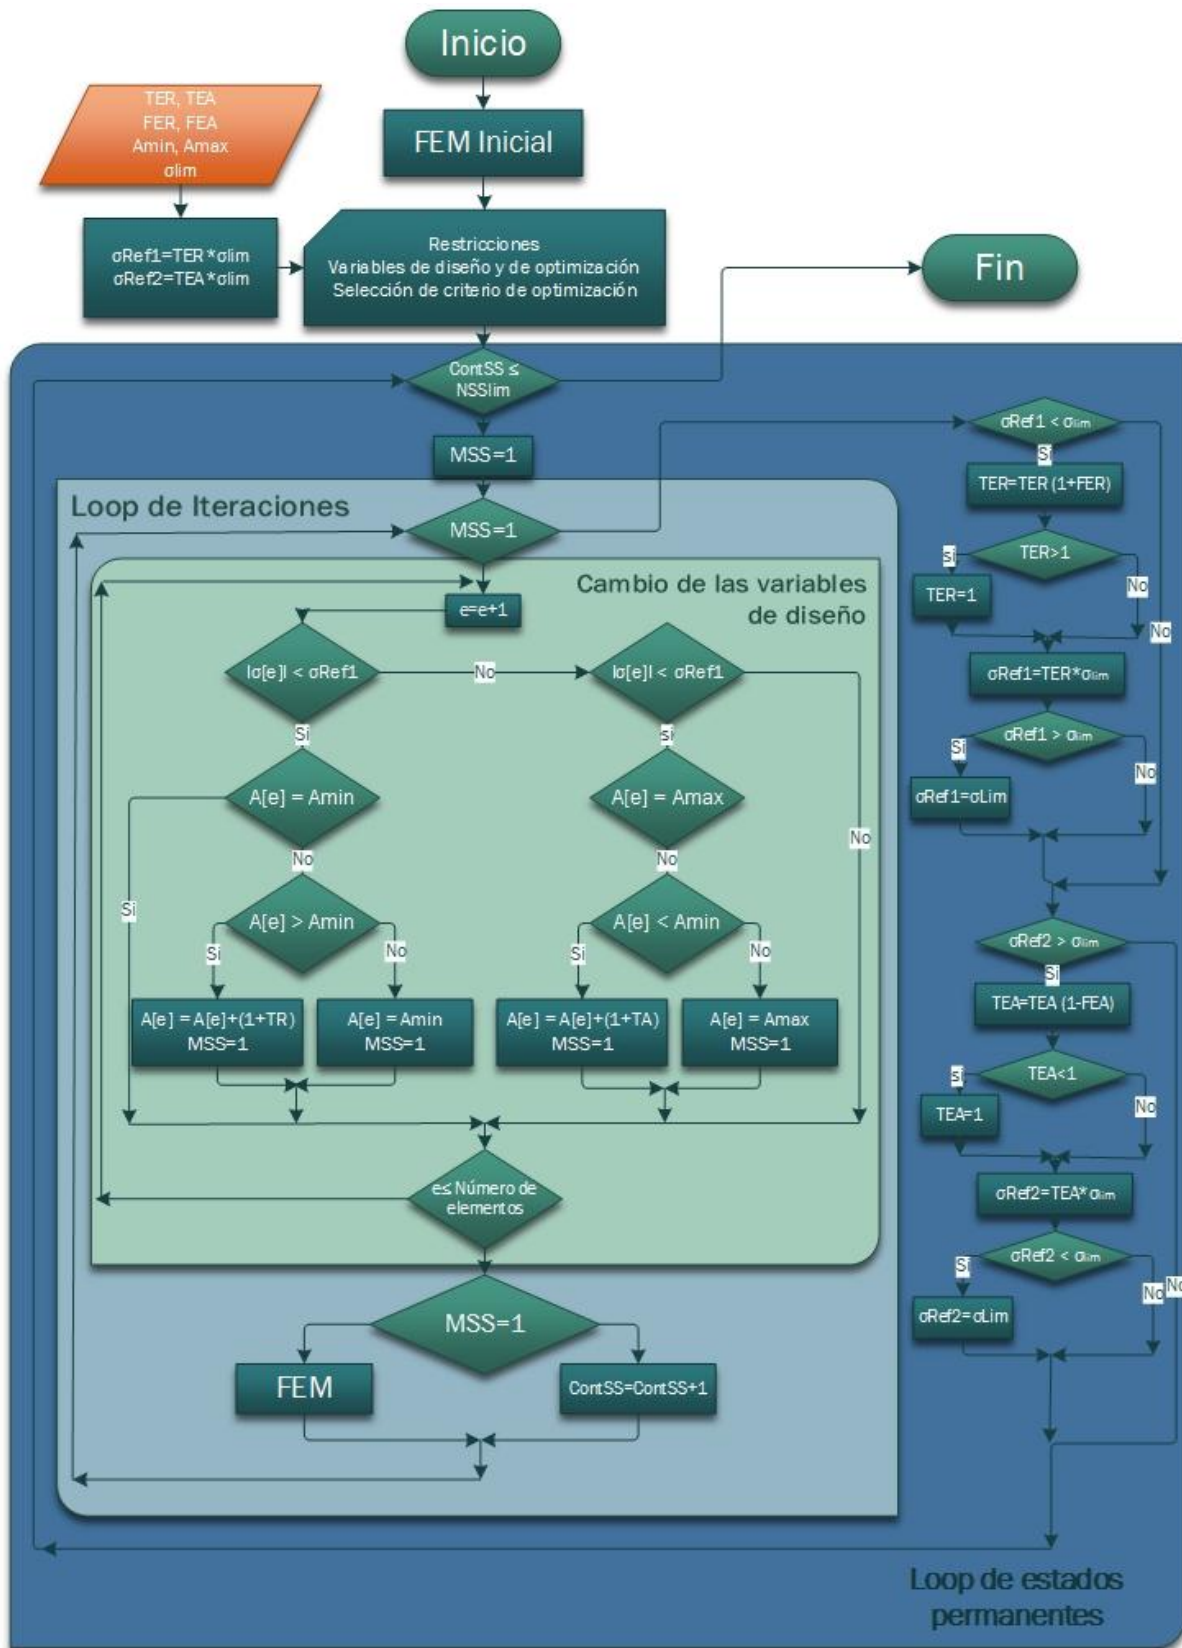 Inicio
TER, TEA
FER, FEA
Amin, Amax
σlim
FEM Inicial
σRef1=TER*σlim
σRef2=TEA*σlim
Restricciones
Variables de diseño y de optimización
Selección de criterio de optimización
Fin
ContSS ≤
NSSlim
MSS=1
Loop de Iteraciones
MSS=1
Cambio de las variables
de diseño
e=e+1
Iσ[e]I < σRef1
No
Iσ[e]I < σRef1
Si
si
A[e] = Amin
A[e] = Amax
No
No
No
Si
A[e] > Amin
A[e] < Amin
Si
No
Si
No
A[e] = A[e]+(1+TR)
MSS=1
A[e] = Amin
MSS=1
A[e] = A[e]+(1+TA)
MSS=1
A[e] = Amax
MSS=1
e≤ Número de
elementos
MSS=1
FEM
ContSS=ContSS+1
σRef1 < σlim
Si
TER=TER (1+FER)
TER>1
si
No
TER=1
No
σRef1=TER*σlim
σRef1 > σlim
Si
No
σRef1=σLim
σRef2 > σlim
Si
TEA=TEA (1-FEA)
TEA<1
si
No
TEA=1
σRef2=TEA*σlim
σRef2 < σlim
Si
No
No
σRef2=σLim
Loop de estados
permanentes